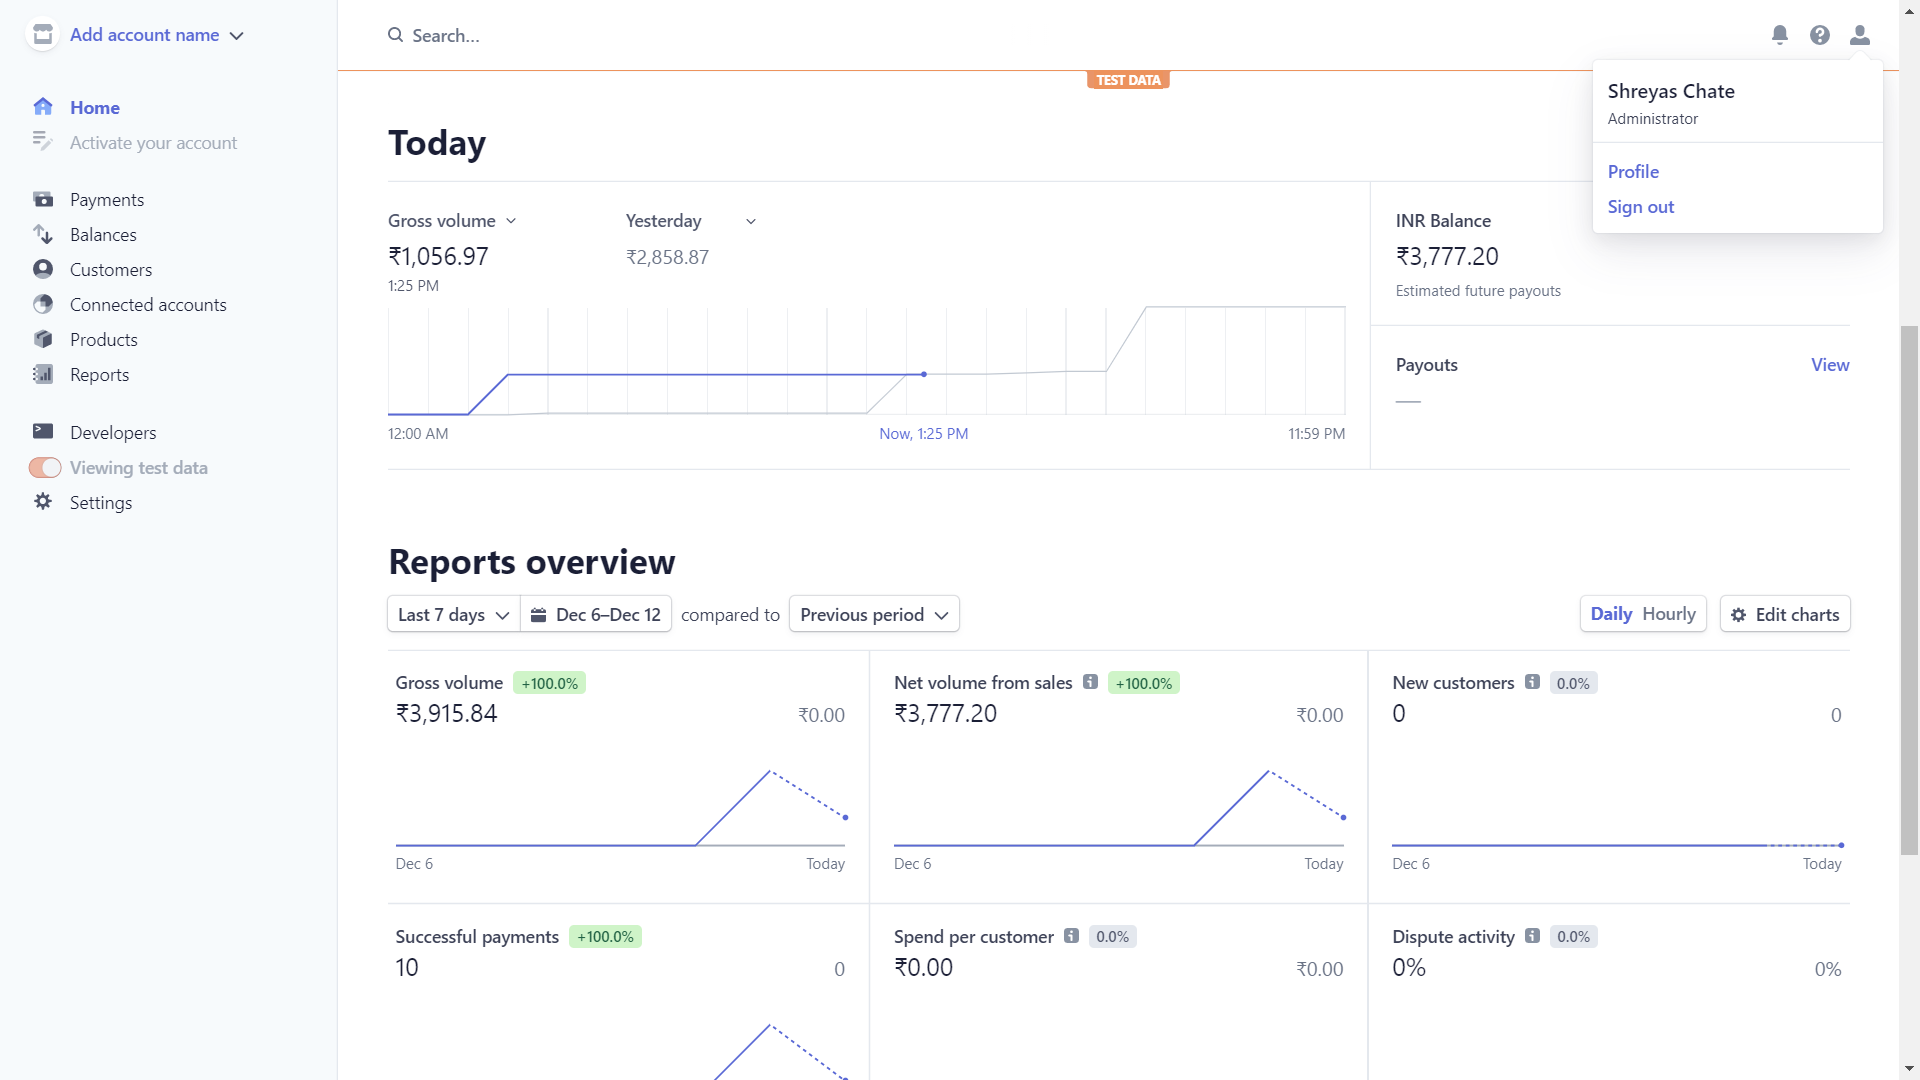 Add account name
Search...
TEST DATA
Shreyas Chate
Administrator
Profile
Sign out
Home
Activate your account
Payments
Balances
Customers
Connected accounts
Products
Reports
Developers
Viewing test data
Settings
Today
Gross volume
Yesterday
₹1,056.97
₹2,858.87
1:25 PM
12:00 AM
Now, 1:25 PM
11:59 PM
INR Balance
₹3,777.20
Estimated future payouts
Payouts
View
—
Reports overview
Last 7 days
Dec 6–Dec 12
compared to
Previous period
Daily
Hourly
Edit charts
Gross volume +100.0%
₹3,915.84
₹0.00
Dec 6
Today
Net volume from sales +100.0%
₹3,777.20
₹0.00
Dec 6
Today
New customers 0.0%
0
0
Dec 6
Today
Successful payments +100.0%
10
0
Spend per customer 0.0%
₹0.00
₹0.00
Dispute activity 0.0%
0%
0%